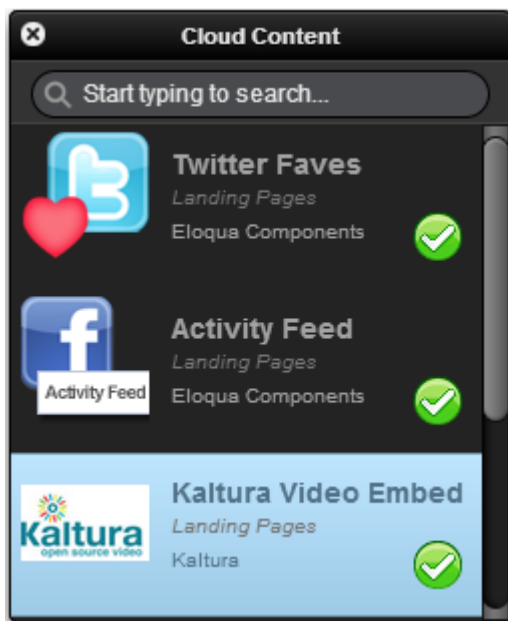 Cloud Content
Start typing to search...
Twitter Faves
Landing Pages
Eloqua Components
Activity Feed
Landing Pages
Activity Feed
Eloqua Components
Kaltura Video Embed
Kaltura
open source video
Landing Pages
Kaltura